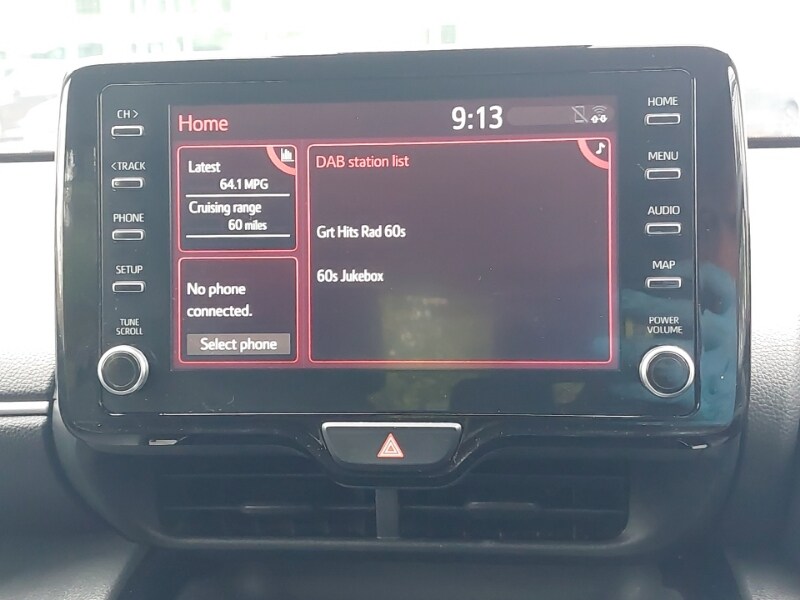 CH >
<TRACK
PHONE
SETUP
TUNE
SCROLL
Home
9:13
Latest
64.1 MPG
Cruising range
60 miles
No phone
connected.
Select phone
DAB station list
Grt Hits Rad 60s
60s Jukebox
HOME
MENU
AUDIO
MAP
POWER
VOLUME